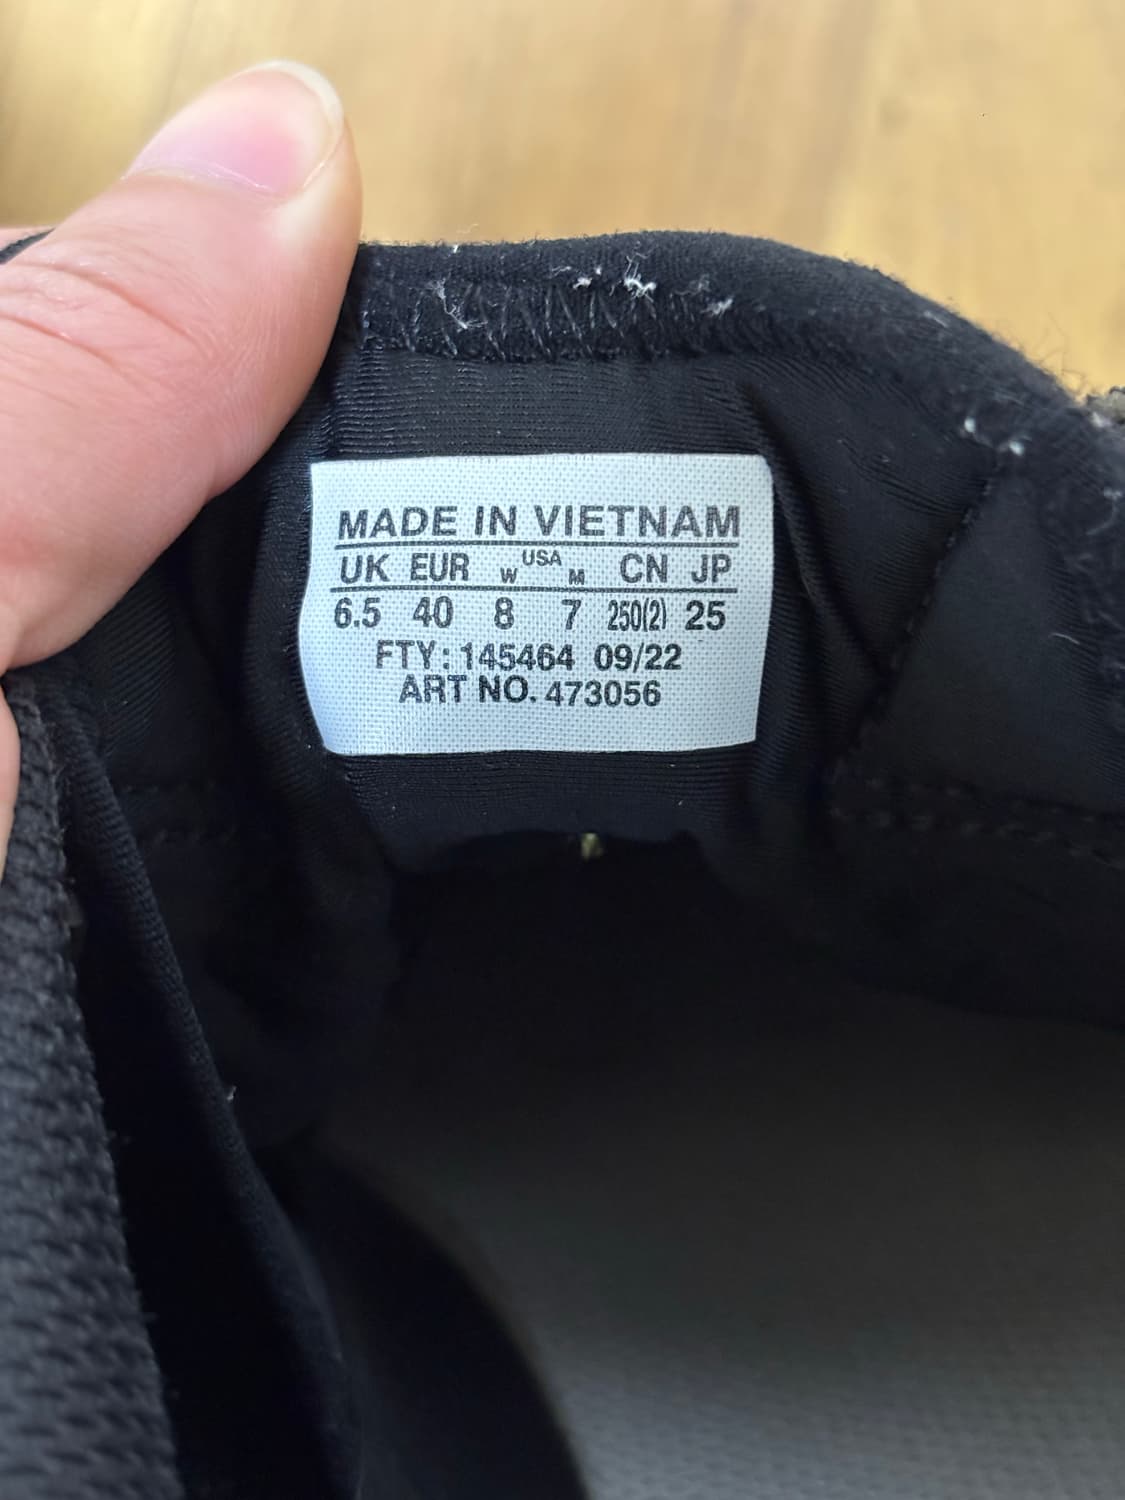 MADE IN VIETNAM
UK EUR W USA M CN JP
6.5 40 8 7 250(2) 25
FTY: 145464 09/22
ART NO. 473056